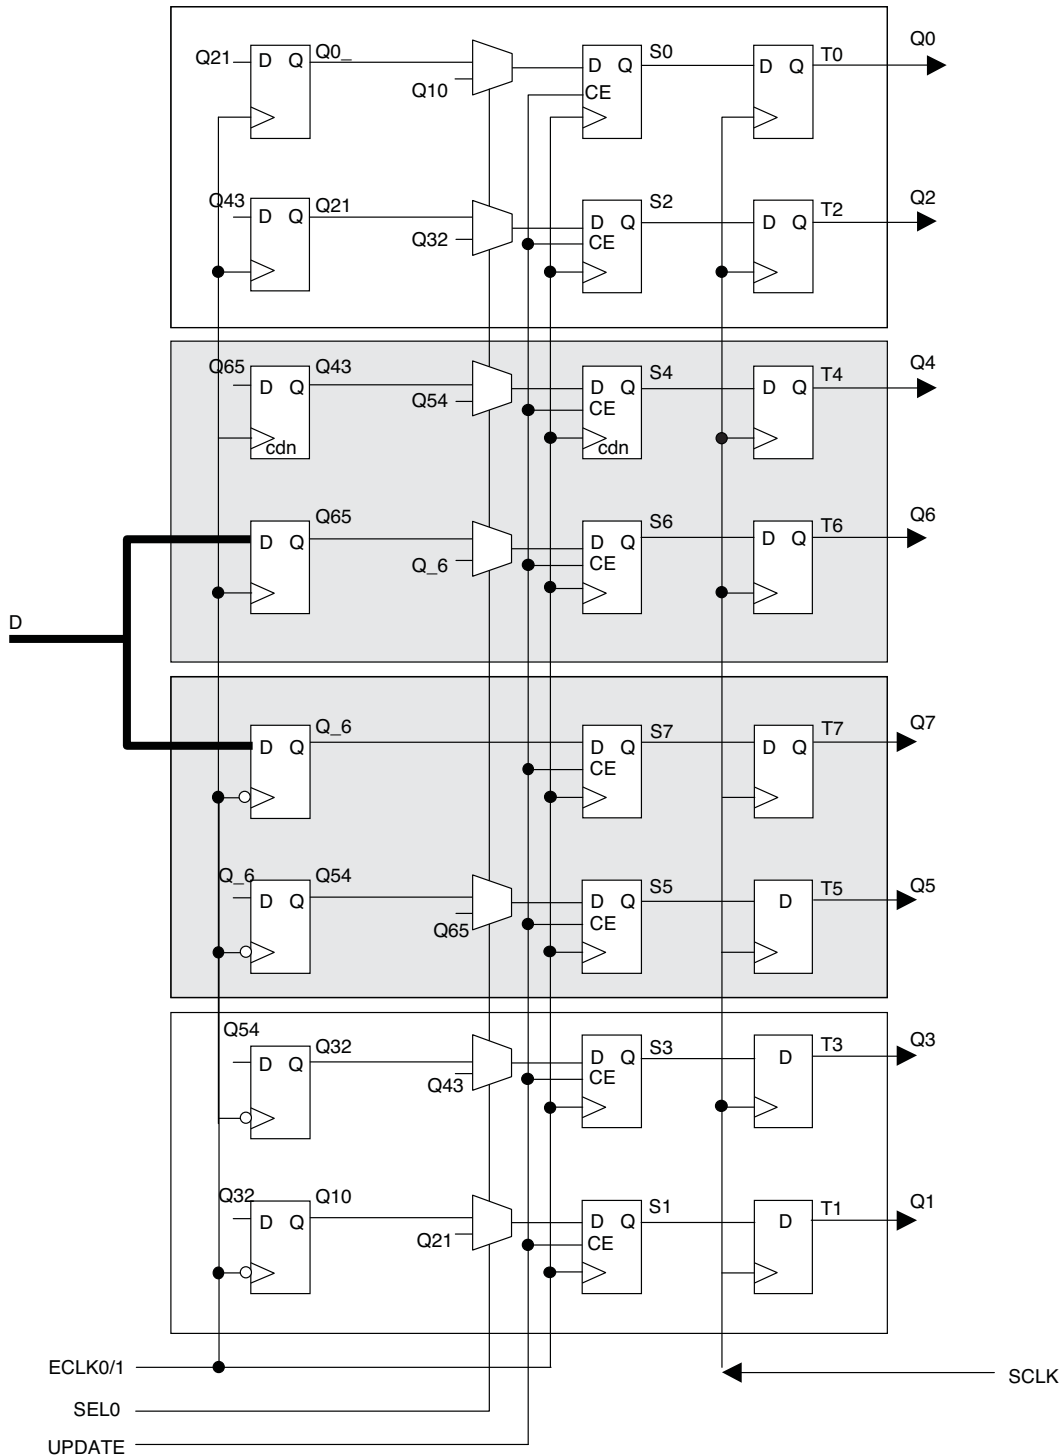 Q21 D Q Q0_ Q10 D Q CE S0 D Q T0 Q0
Q43 D Q Q21 Q32 D Q CE S2 D Q T2 Q2
Q65 D Q cdn Q43 Q54 D Q CE cdn S4 D Q T4 Q4
D Q Q65 Q_6 D Q CE S6 D Q T6 Q6
D
D Q Q_6 D Q CE S7 D Q T7 Q7
Q_6 D Q Q54 Q65 D Q CE S5 D T5 Q5
Q54 D Q Q32 Q43 D Q CE S3 D T3 Q3
Q32 D Q Q10 Q21 D Q CE S1 D T1 Q1
ECLK0/1
SCLK
SEL0
UPDATE